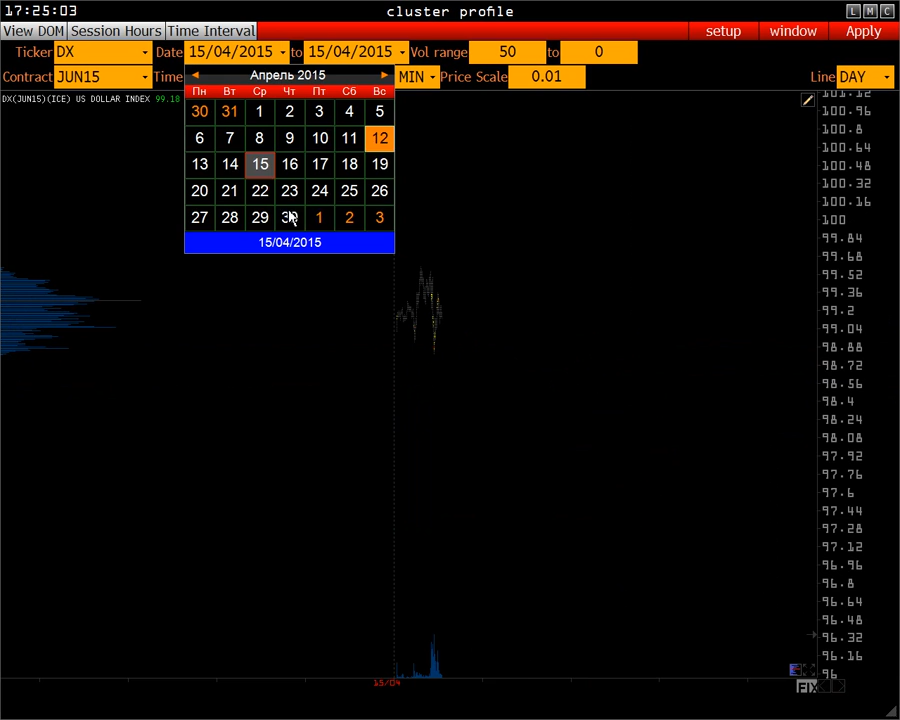 17:25:03 cluster profile L M C
View DOM Session Hours Time Interval setup window Apply
Ticker DX Date 15/04/2015 to 15/04/2015 Vol range 50 to 0
Contract JUN15 Time MIN Price Scale 0.01 Line DAY
Апрель 2015
Пн Вт Ср Чт Пт Сб Вс
30 31 1 2 3 4 5
6 7 8 9 10 11 12
13 14 15 16 17 18 19
20 21 22 23 24 25 26
27 28 29 30 1 2 3
15/04/2015
DX(JUN15)(ICE) US DOLLAR INDEX 99.18
101.12
100.96
100.8
100.64
100.48
100.32
100.16
100
99.84
99.68
99.52
99.36
99.2
99.04
98.88
98.72
98.56
98.4
98.24
98.08
97.92
97.76
97.6
97.44
97.28
97.12
96.96
96.8
96.64
96.48
96.32
96.16
96
15/04
FIX